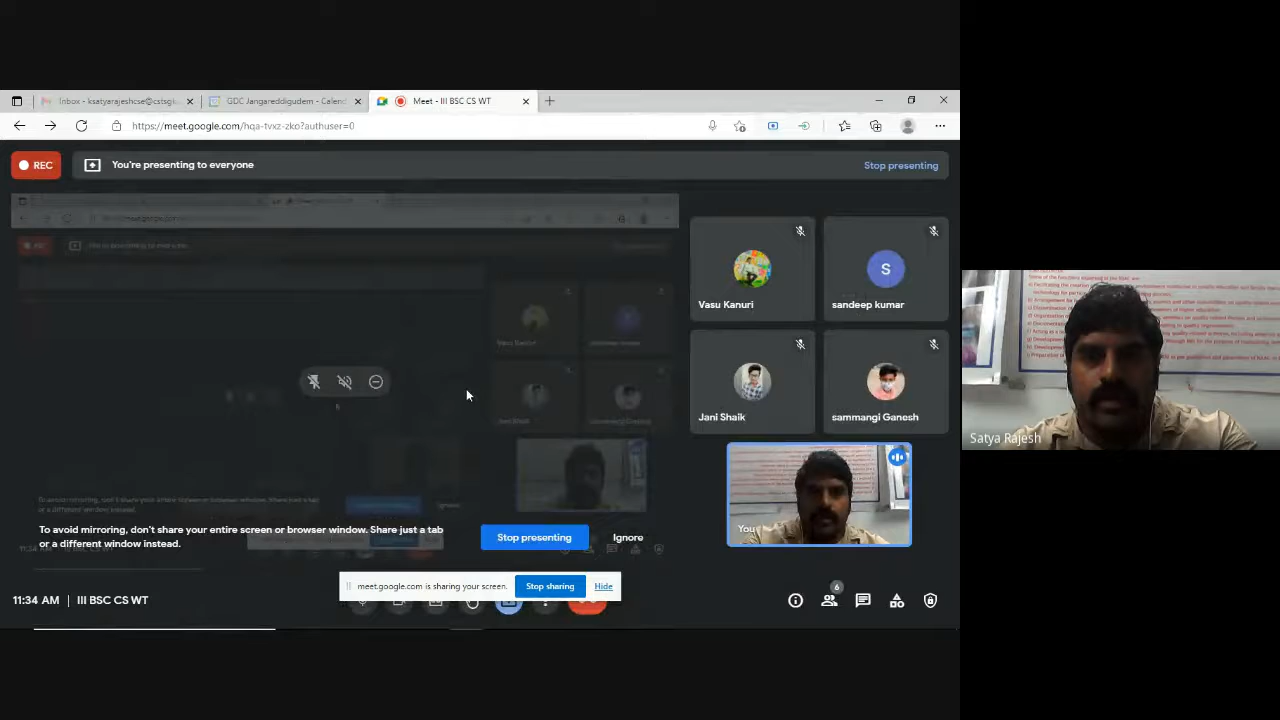 Inbox - ksatyarajeshcse@cstsgl
GDC Jangareddigudem - Calend
Meet - III BSC CS WT
https://meet.google.com/hqa-tvxz-zko?authuser=0
REC
You're presenting to everyone
Stop presenting
Vasu Kanuri
S
sandeep kumar
Jani Shaik
sammangi Ganesh
Satya Rajesh
You
To avoid mirroring, don't share your entire screen or browser window. Share just a tab
or a different window instead.
Stop presenting
Ignore
meet.google.com is sharing your screen.
Stop sharing
Hide
11:34 AM | III BSC CS WT
6